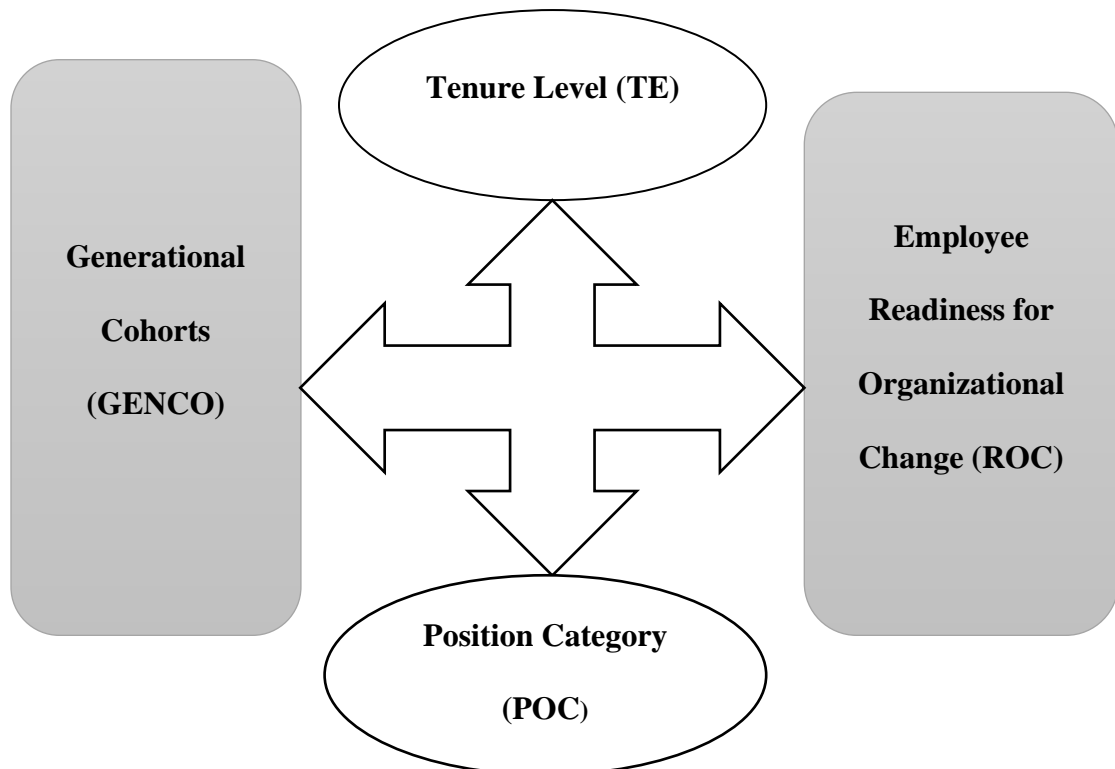 Tenure Level (TE)
Generational
Cohorts
(GENCO)
Employee
Readiness for
Organizational
Change (ROC)
Position Category
(POC)